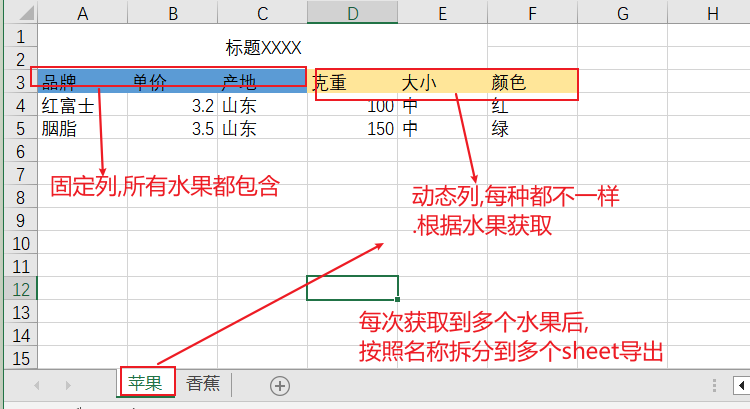 A B C D E F G H
1
标题XXXX
2
3 品牌 单价 产地 克重 大小 颜色
4 红富士 3.2 山东 100 中 红
5 胭脂 3.5 山东 150 中 绿
6
7
固定列,所有水果都包含
8
动态列,每种都不一样
9
.根据水果获取
10
11
12
13
每次获取到多个水果后,
14
按照名称拆分到多个sheet导出
15
苹果 香蕉